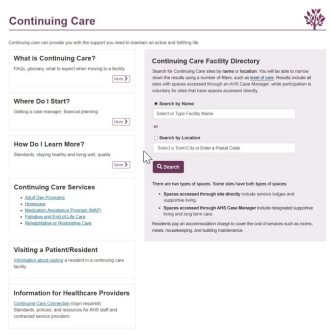 Continuing Care
Continuing care can provide you with the support you need to maintain an active and fulfilling life.
What is Continuing Care?
FAQs, glossary, what to expect when moving to a facility
More >
Where Do I Start?
Getting a case manager, financial planning
More >
How Do I Learn More?
Standards, staying healthy and living well, quality
More >
Continuing Care Services
Adult Day Programs
Homecare
Medication Assistance Program (MAP)
Palliative and End-of-Life Care
Rehabilitative or Restorative Care
Visiting a Patient/Resident
Information about visiting a resident in a continuing care
facility.
Information for Healthcare Providers
Continuing Care Connection (login required)
Standards, policies, and resources for AHS staff and
contracted service providers.
Continuing Care Facility Directory
Search for Continuing Care sites by name or location. You will be able to narrow
down the results using a number of filters, such as level of care. Results include all
sites with spaces accessed through an AHS Case Manager, while participation is
voluntary for sites that have spaces accessed directly.
Search by Name
Select or Type Facility Name
or
Search by Location
Select a Town/City or Enter a Postal Code
Search
There are two types of spaces. Some sites have both types of spaces:
Spaces accessed through site directly include seniors lodges and
supportive living.
Spaces accessed through AHS Case Manager include designated supportive
living and long term care.
Residents pay an accommodation charge to cover the cost of services such as rooms,
meals, housekeeping, and building maintenance.